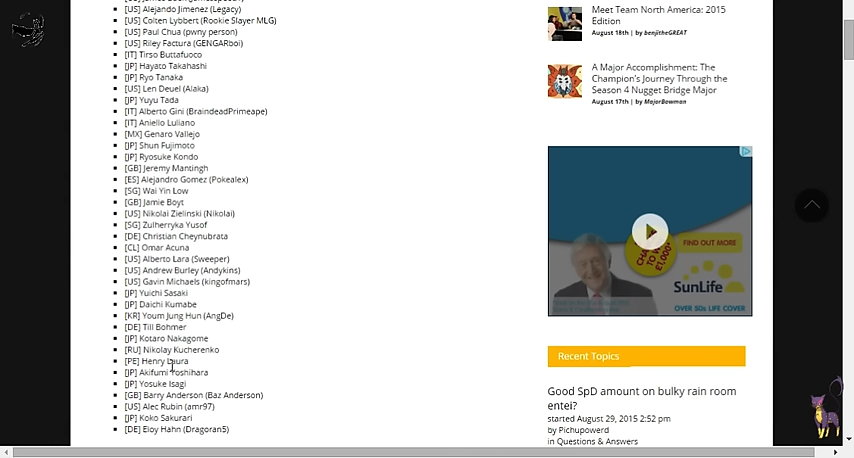 [US] Alejando Jimenez (Legacy)
[US] Colten Lybbert (Rookie Slayer MLG)
[US] Paul Chua (pwny person)
[US] Riley Factura (GENGARboi)
[IT] Tirso Buttafuoco
[JP] Hayato Takahashi
[JP] Ryo Tanaka
[US] Len Deuel (Alaka)
[JP] Yuyu Tada
[IT] Alberto Gini (BraindeadPrimeape)
[IT] Aniello Luliano
[MX] Genaro Vallejo
[JP] Shun Fujimoto
[JP] Ryosuke Kondo
[GB] Jeremy Mantingh
[ES] Alejandro Gomez (Pokealex)
[SG] Wai Yin Low
[GB] Jamie Boyt
[US] Nikolai Zielinski (Nikolai)
[SG] Zulherryka Yusof
[DE] Christian Cheynubrata
[CL] Omar Acuna
[US] Alberto Lara (Sweeper)
[US] Andrew Burley (Andykins)
[US] Gavin Michaels (kingofmars)
[JP] Yuichi Sasaki
[JP] Daichi Kumabe
[KR] Youm Jung Hun (AngDe)
[DE] Till Bohmer
[JP] Kotaro Nakagome
[RU] Nikolay Kucherenko
[PE] Henry Laura
[JP] Akifumi Yoshihara
[JP] Yosuke Isagi
[GB] Barry Anderson (Baz Anderson)
[US] Alec Rubin (amr97)
[JP] Koko Sakurari
[DE] Eloy Hahn (Dragoran5)
Meet Team North America: 2015
Edition
August 18th | by benjitheGREAT
A Major Accomplishment: The
Champion's Journey Through the
Season 4 Nugget Bridge Major
August 17th | by MajorBowman
FIND OUT MORE
£1,000*
SunLife
OVER 50s LIFE COVER
Recent Topics
Good SpD amount on bulky rain room
entei?
started August 29, 2015 2:52 pm
by Pichupowerd
in Questions & Answers